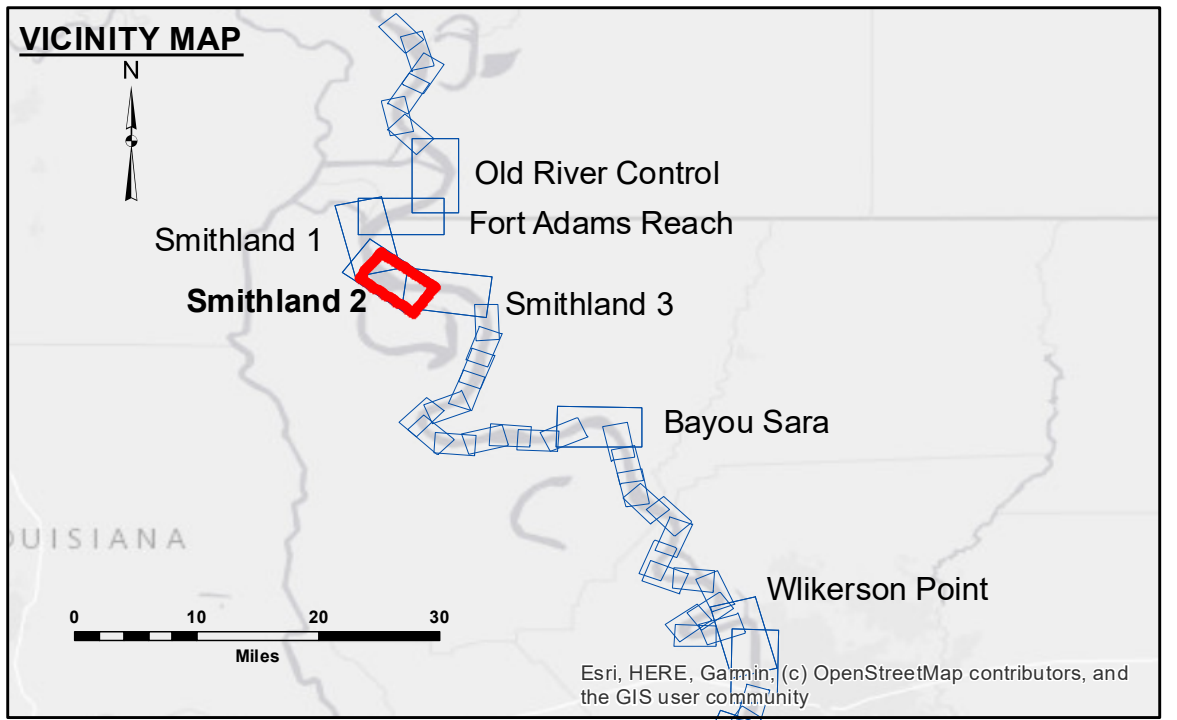 VICINITY MAP
N
Old River Control
Fort Adams Reach
Smithland 1
Smithland 2
Smithland 3
Bayou Sara
OUISIANA
Wlikerson Point
0 10 20 30
Miles
Esri, HERE, Garmin, (c) OpenStreetMap contributors, and
the GIS user community